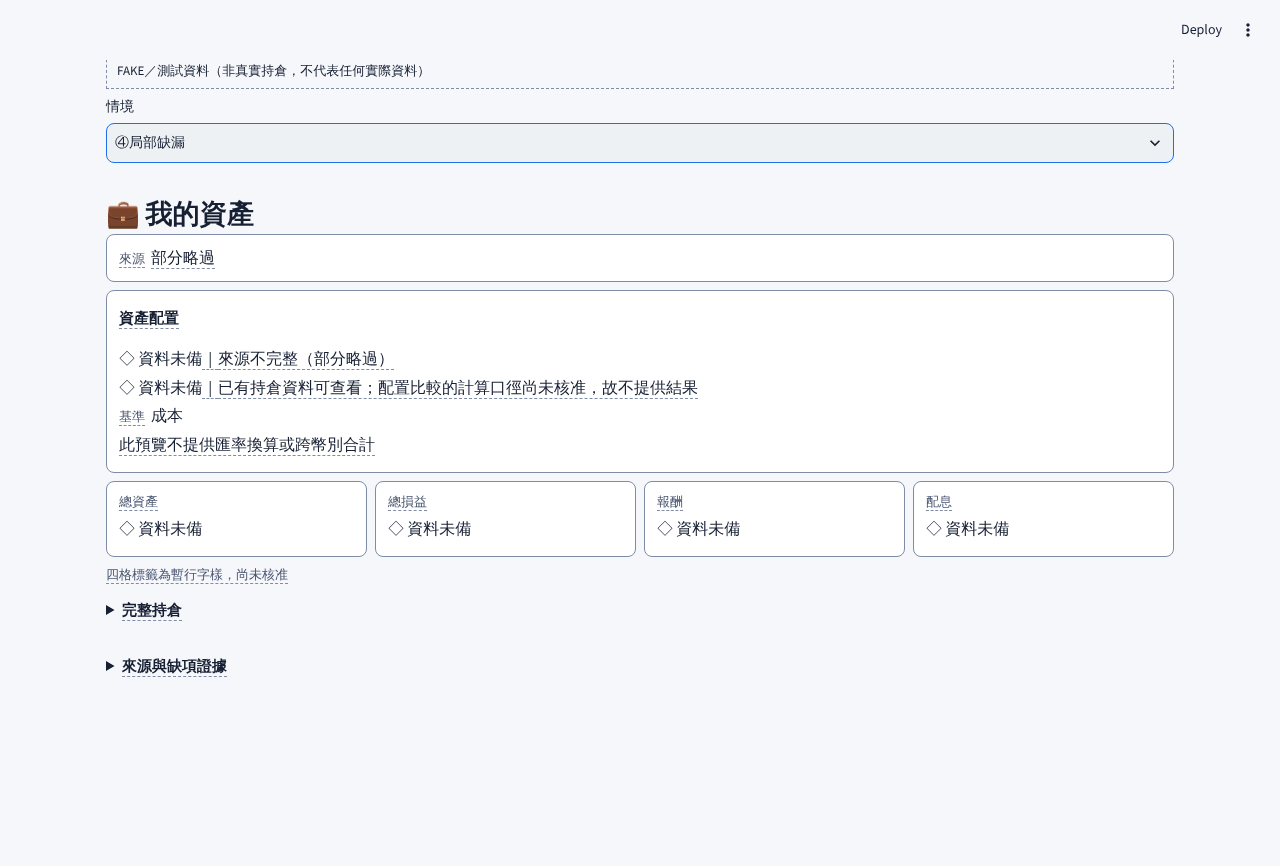 Deploy
FAKE／測試資料（非真實持倉，不代表任何實際資料）
情境
④局部缺漏
💼 我的資產
來源 部分略過
資產配置
◇ 資料未備｜來源不完整（部分略過）
◇ 資料未備｜已有持倉資料可查看；配置比較的計算口徑尚未核准，故不提供結果
基準 成本
此預覽不提供匯率換算或跨幣別合計
總資產
◇ 資料未備
總損益
◇ 資料未備
報酬
◇ 資料未備
配息
◇ 資料未備
四格標籤為暫行字樣，尚未核准
▶ 完整持倉
▶ 來源與缺項證據